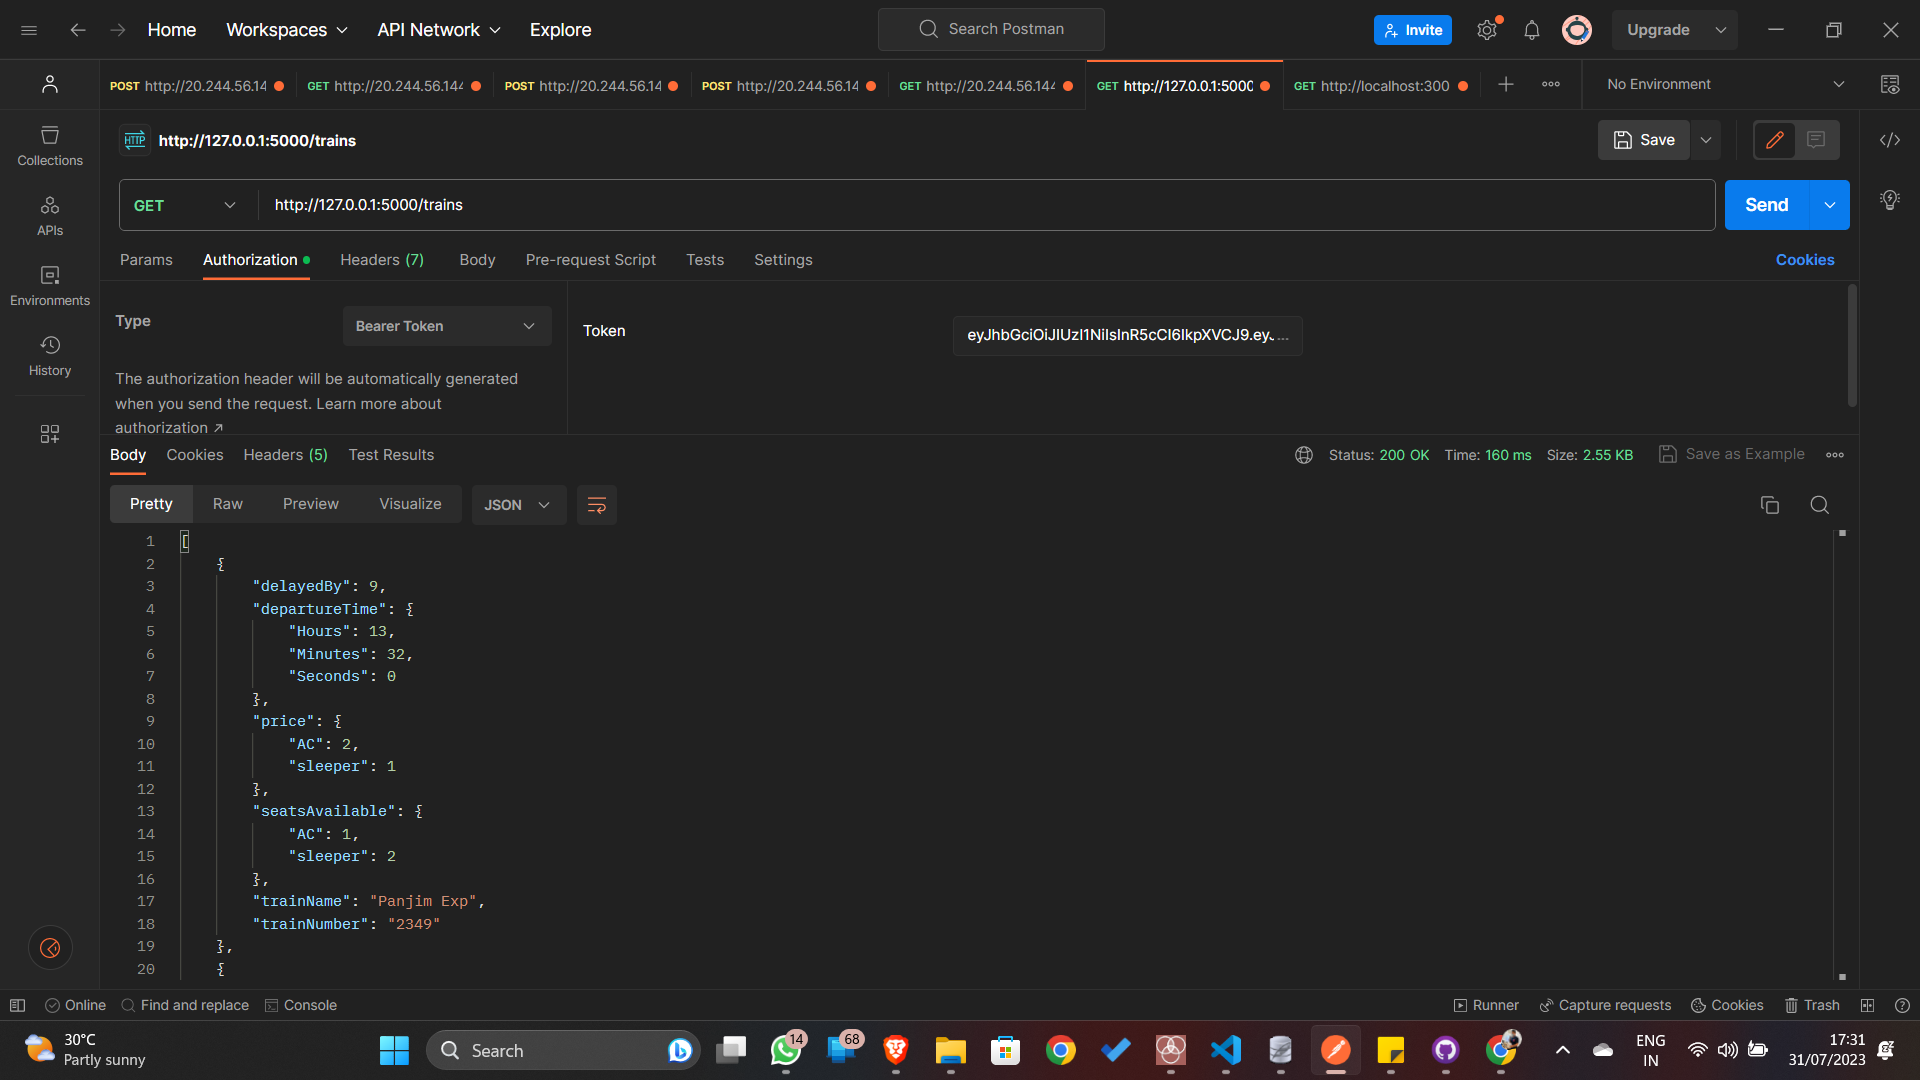 Home Workspaces API Network Explore Search Postman Invite Upgrade
POST http://20.244.56.14 GET http://20.244.56.144 POST http://20.244.56.14 POST http://20.244.56.14 GET http://20.244.56.144 GET http://127.0.0.1:5000 GET http://localhost:300 No Environment
HTTP http://127.0.0.1:5000/trains Save
Collections
GET http://127.0.0.1:5000/trains Send
APIs
Params Authorization Headers (7) Body Pre-request Script Tests Settings Cookies
Environments
Type Bearer Token Token eyJhbGciOiJIUzI1NiIsInR5cCI6IkpXVCJ9.eyJ...
History
The authorization header will be automatically generated
when you send the request. Learn more about
authorization ↗
Body Cookies Headers (5) Test Results Status: 200 OK Time: 160 ms Size: 2.55 KB Save as Example
Pretty Raw Preview Visualize JSON
1 [
2 {
3 "delayedBy": 9,
4 "departureTime": {
5 "Hours": 13,
6 "Minutes": 32,
7 "Seconds": 0
8 },
9 "price": {
10 "AC": 2,
11 "sleeper": 1
12 },
13 "seatsAvailable": {
14 "AC": 1,
15 "sleeper": 2
16 },
17 "trainName": "Panjim Exp",
18 "trainNumber": "2349"
19 },
20 {
Online Find and replace Console Runner Capture requests Cookies Trash
30°C
Partly sunny
Search
14
68
ENG
IN
17:31
31/07/2023